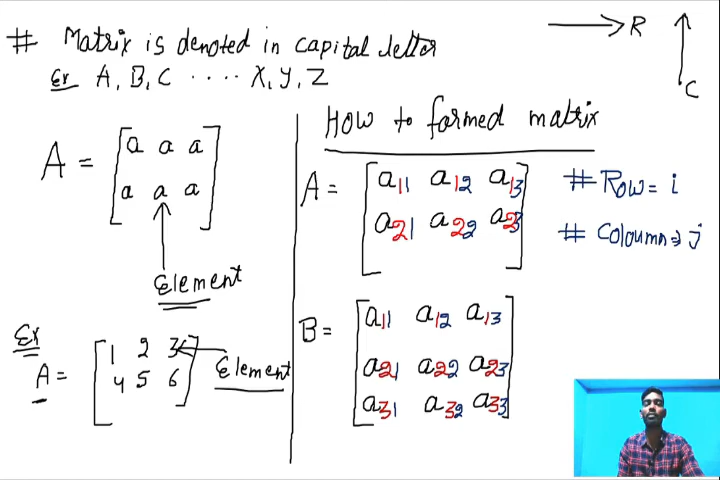 # Matrix is denoted in capital letter
Ex A, B, C ..... X, Y, Z
→ R
C
A = [a a a
a a a]
Element
Ex
A = [1 2 3
4 5 6]
Element
How to formed matrix
A = [a11 a12 a13
a21 a22 a23]
# Row = i
# Coloumn ⇒ j
B = [a11 a12 a13
a21 a22 a23
a31 a32 a33]